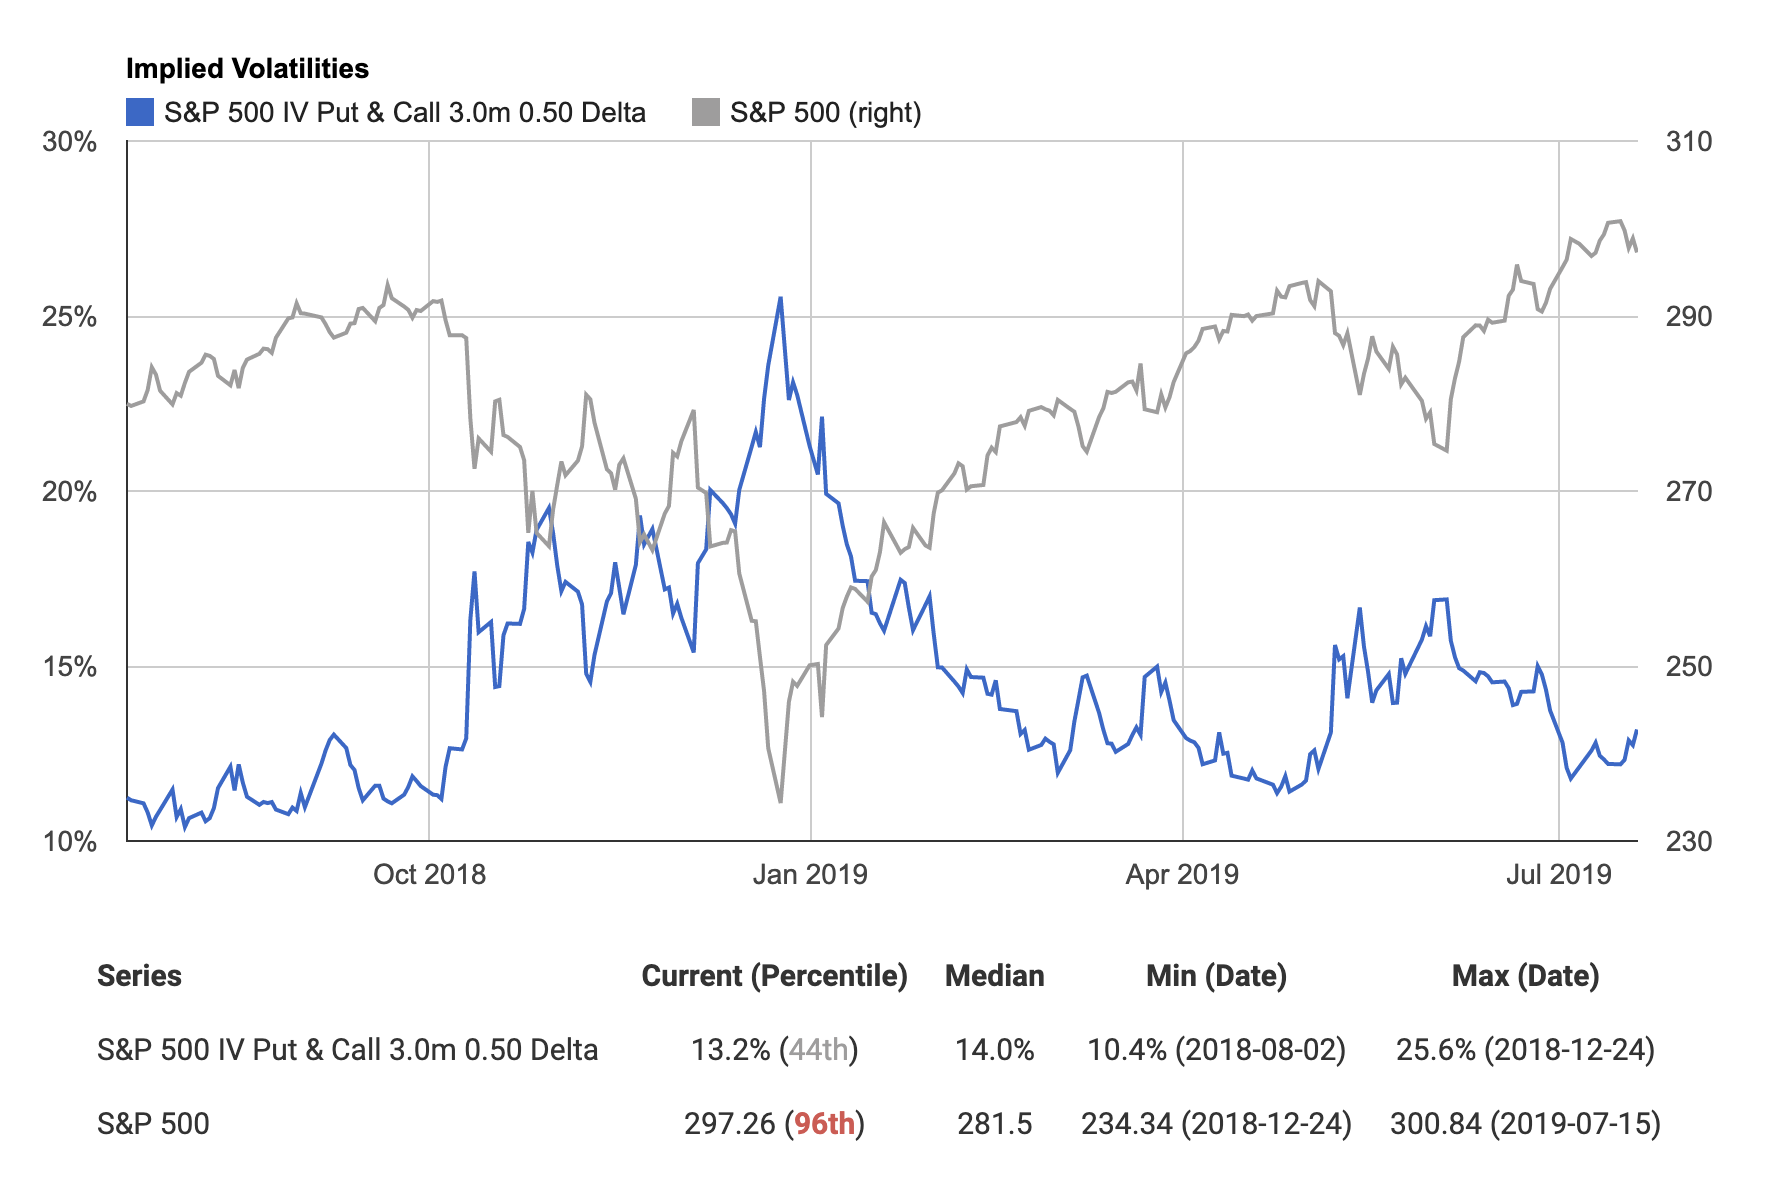 Implied Volatilities
S&P 500 IV Put & Call 3.0m 0.50 Delta S&P 500 (right)
30% 310
25% 290
20% 270
15% 250
10% 230
Oct 2018 Jan 2019 Apr 2019 Jul 2019
Series Current (Percentile) Median Min (Date) Max (Date)
S&P 500 IV Put & Call 3.0m 0.50 Delta 13.2% (44th) 14.0% 10.4% (2018-08-02) 25.6% (2018-12-24)
S&P 500 297.26 (96th) 281.5 234.34 (2018-12-24) 300.84 (2019-07-15)